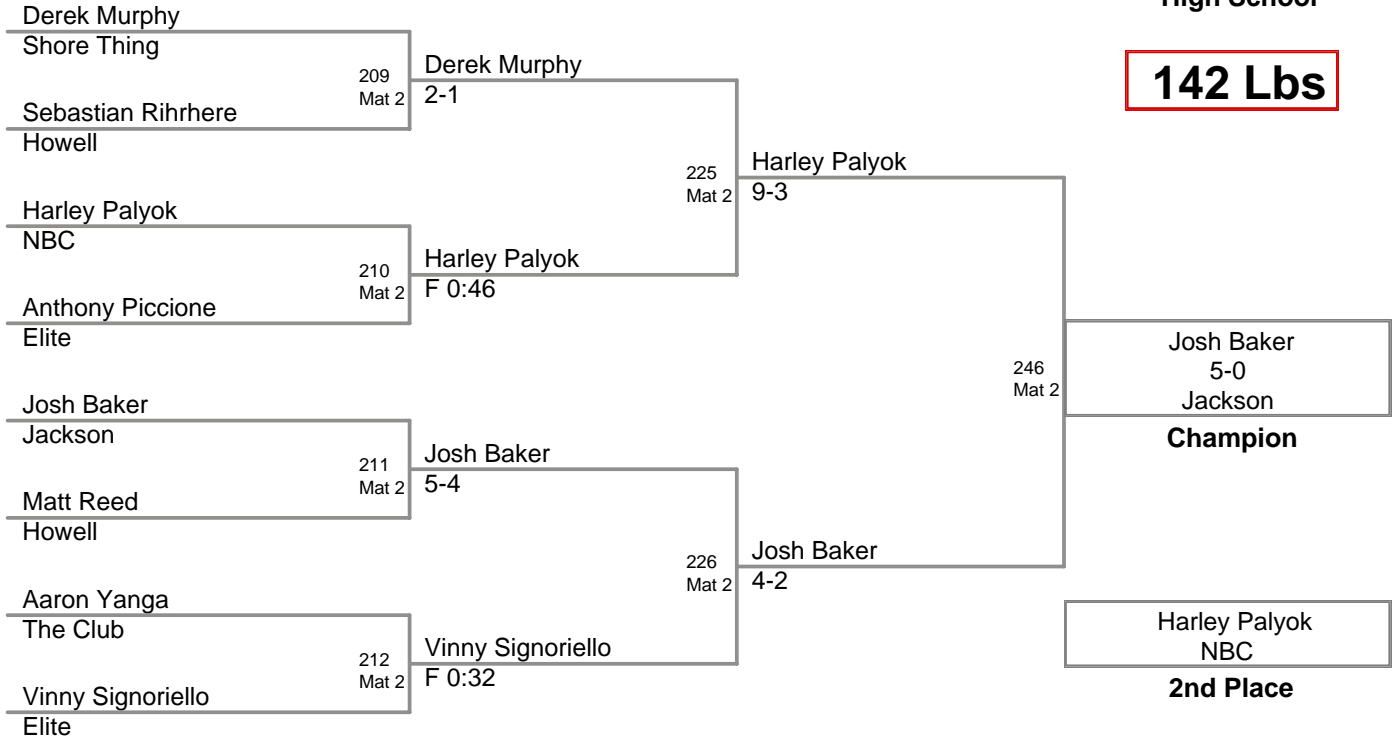 High School
142 Lbs
Derek Murphy
Shore Thing
209
Mat 2
Sebastian Rihrhere
Howell
Derek Murphy
2-1
Harley Palyok
NBC
210
Mat 2
Anthony Piccione
Elite
Harley Palyok
F 0:46
225
Mat 2
Harley Palyok
9-3
Josh Baker
Jackson
211
Mat 2
Matt Reed
Howell
Josh Baker
5-4
Aaron Yanga
The Club
212
Mat 2
Vinny Signoriello
Elite
Vinny Signoriello
F 0:32
226
Mat 2
Josh Baker
4-2
246
Mat 2
Josh Baker
5-0
Jackson
Champion
Harley Palyok
NBC
2nd Place